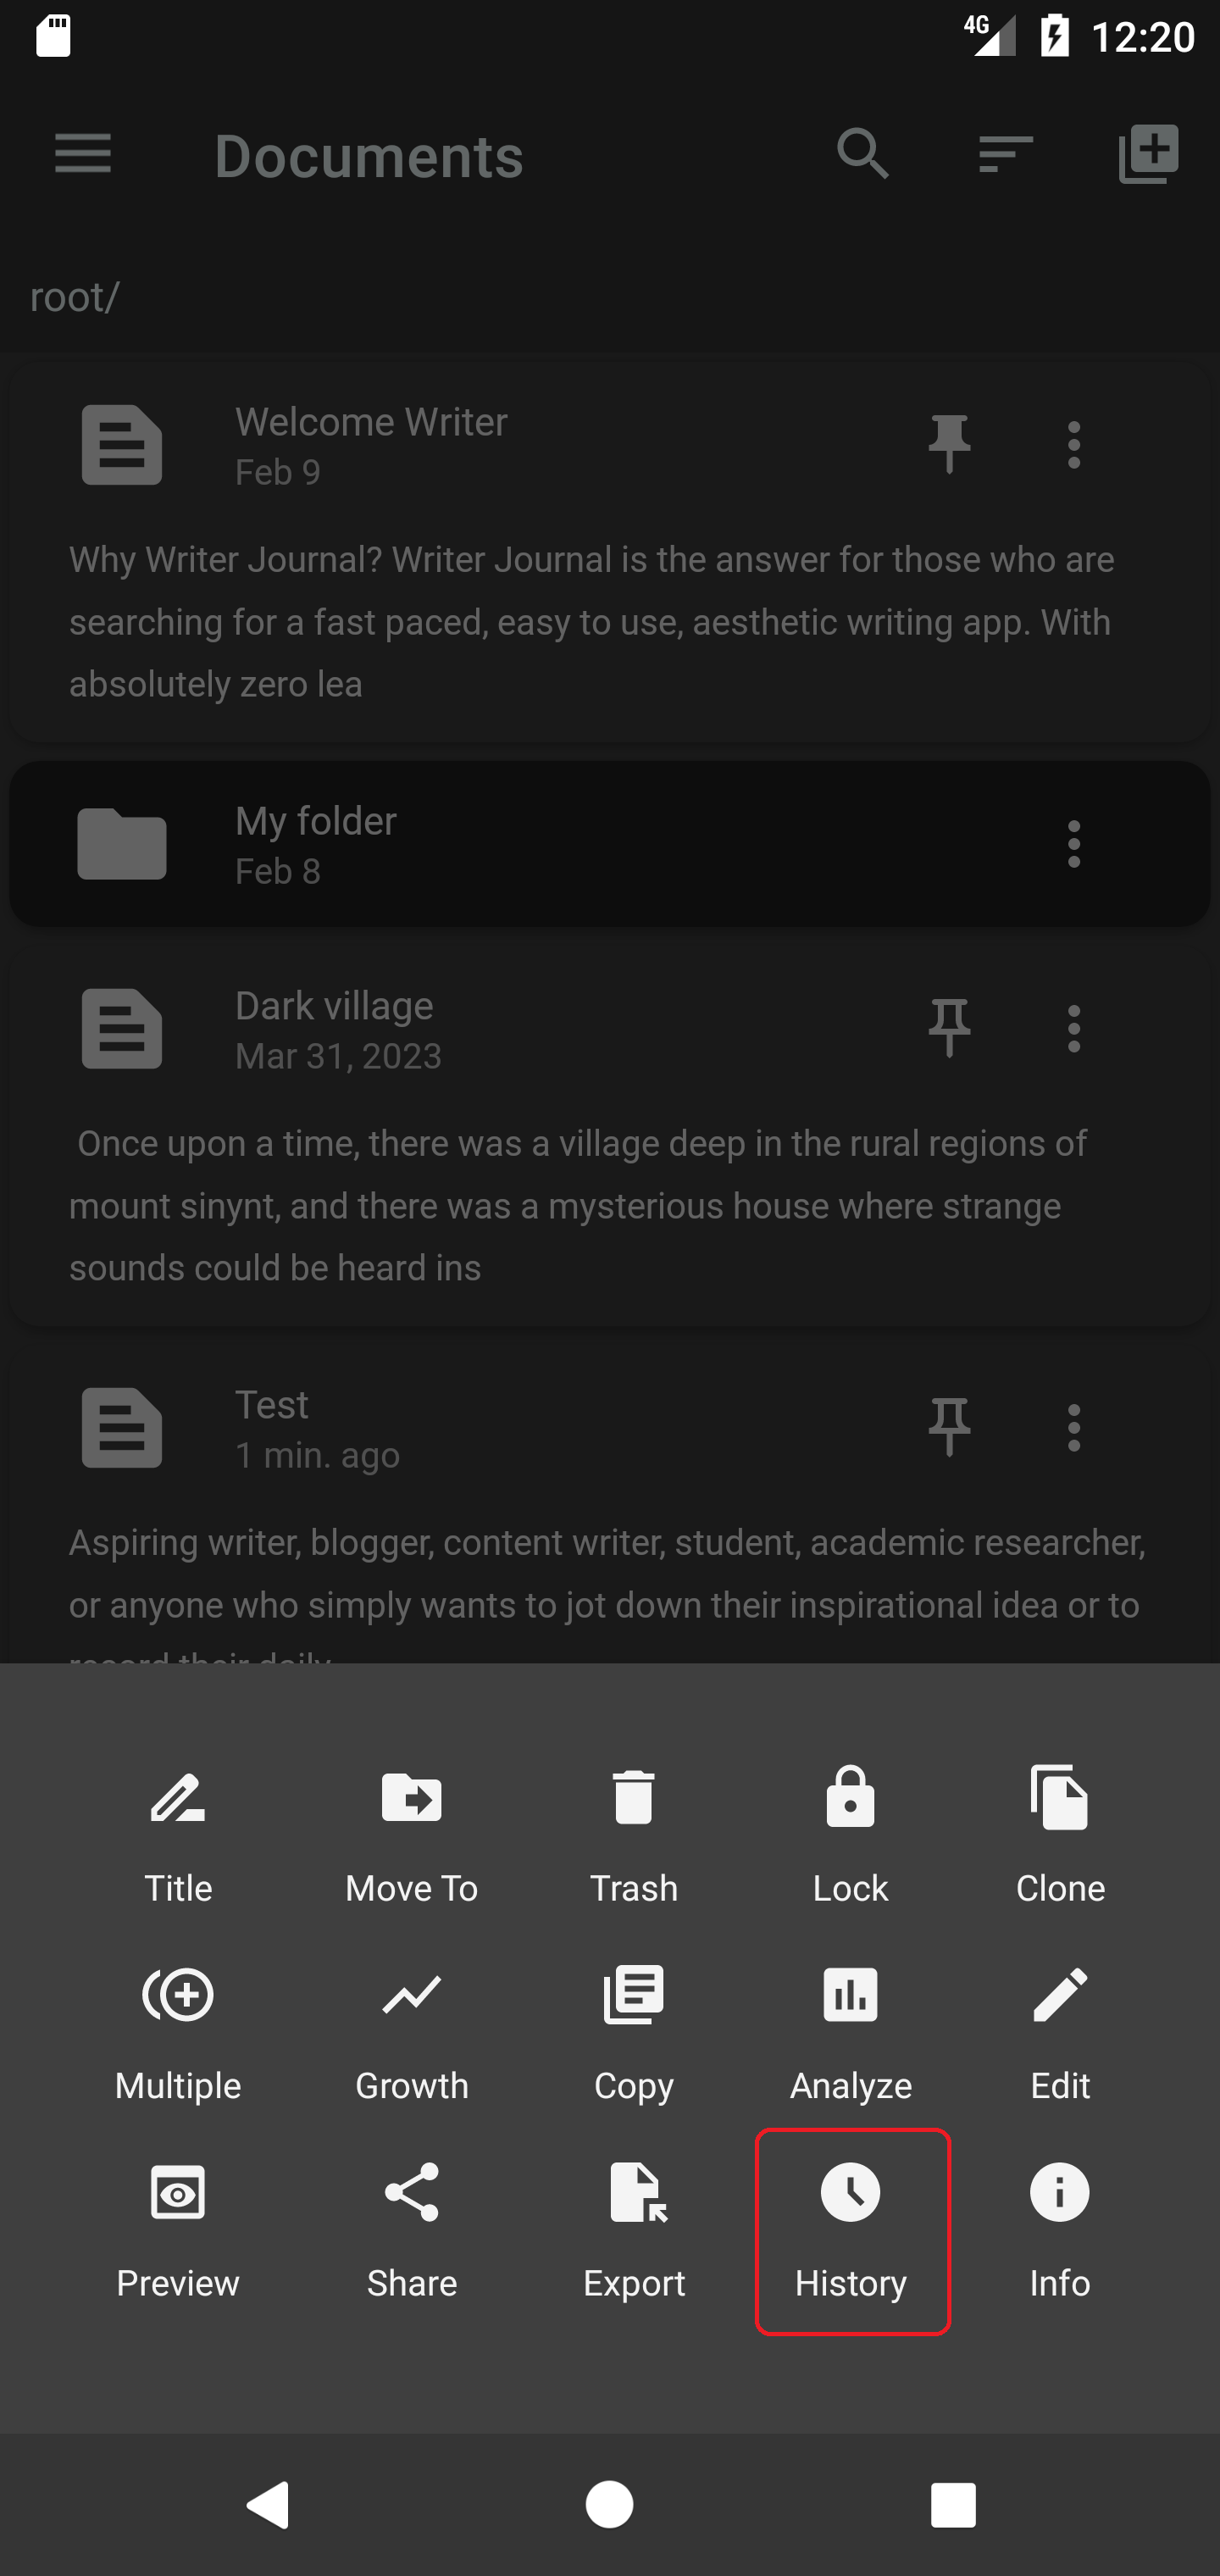 4G 12:20
Documents
root/
Welcome Writer
Feb 9
Why Writer Journal? Writer Journal is the answer for those who are
searching for a fast paced, easy to use, aesthetic writing app. With
absolutely zero lea
My folder
Feb 8
Dark village
Mar 31, 2023
Once upon a time, there was a village deep in the rural regions of
mount sinynt, and there was a mysterious house where strange
sounds could be heard ins
Test
1 min. ago
Aspiring writer, blogger, content writer, student, academic researcher,
or anyone who simply wants to jot down their inspirational idea or to
record their daily
Title Move To Trash Lock Clone
Multiple Growth Copy Analyze Edit
Preview Share Export History Info